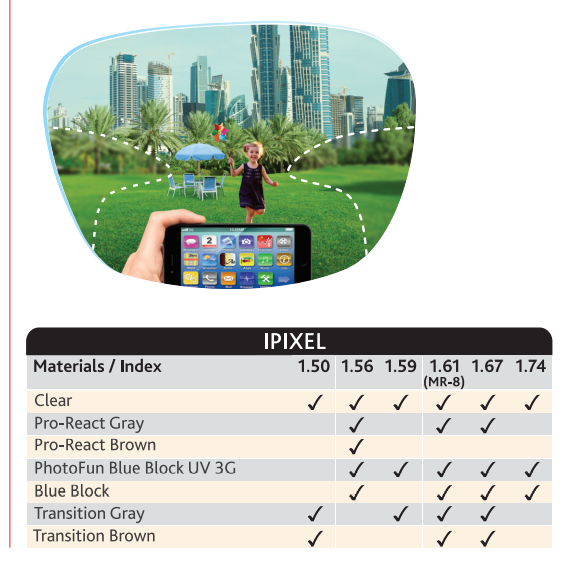 IPIXEL
Materials / Index 1.50 1.56 1.59 1.61 1.67 1.74
(MR-8)
Clear ✓ ✓ ✓ ✓ ✓ ✓
Pro-React Gray ✓ ✓ ✓
Pro-React Brown ✓
PhotoFun Blue Block UV 3G ✓ ✓ ✓ ✓ ✓
Blue Block ✓ ✓ ✓ ✓
Transition Gray ✓ ✓ ✓ ✓
Transition Brown ✓ ✓ ✓